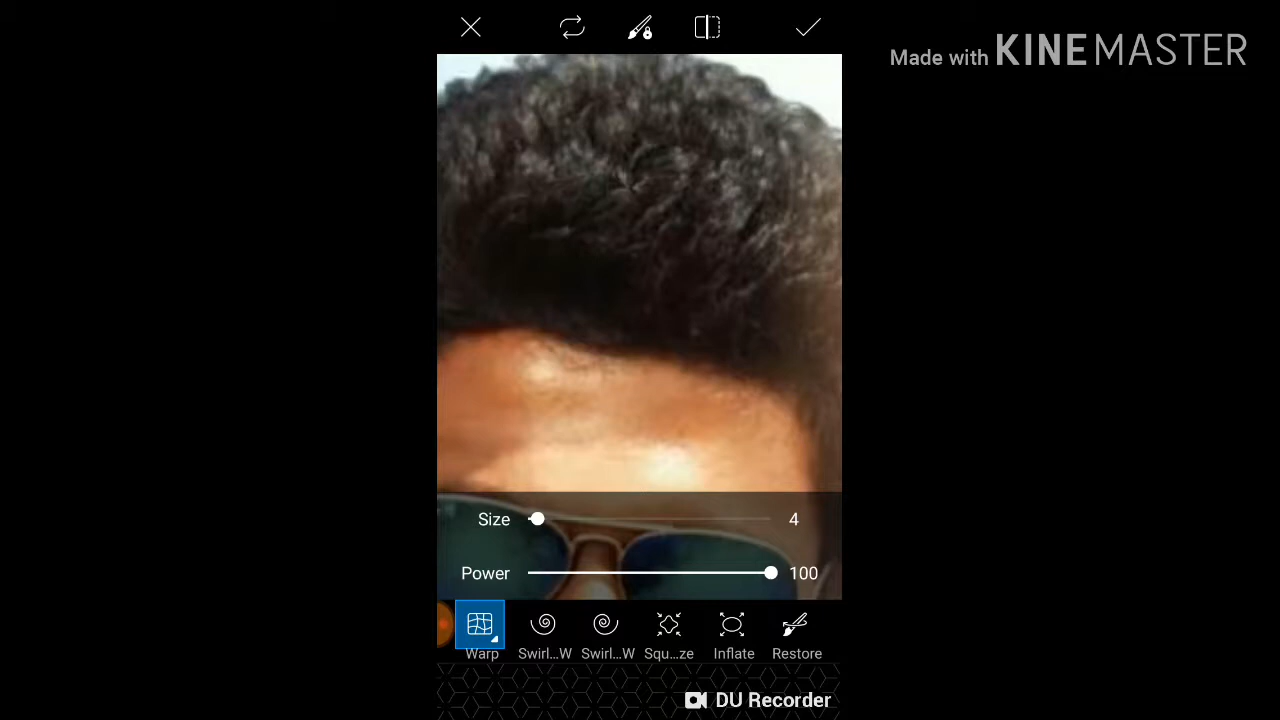 Made with KINEMASTER
Size 4
Power 100
Warp Swirl...W Swirl...W Squ...ze Inflate Restore
DU Recorder